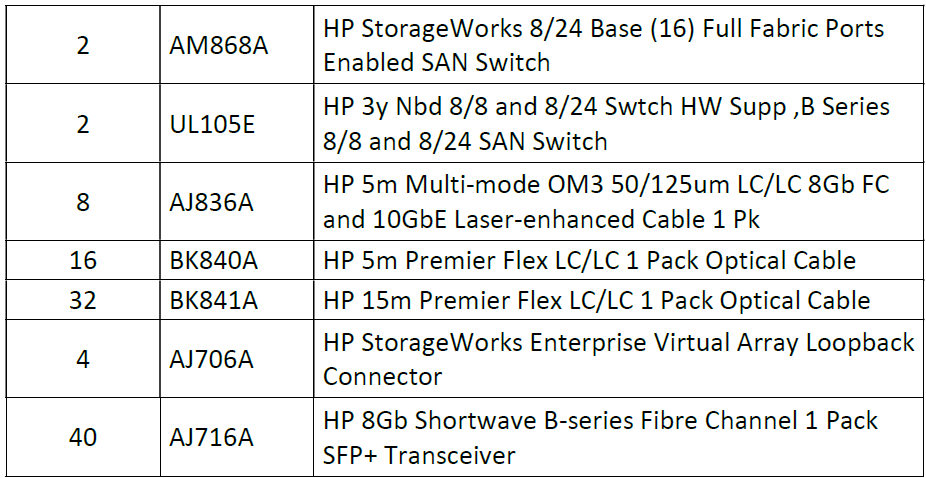 2 AM868A HP StorageWorks 8/24 Base (16) Full Fabric Ports
Enabled SAN Switch
2 UL105E HP 3y Nbd 8/8 and 8/24 Swtch HW Supp ,B Series
8/8 and 8/24 SAN Switch
8 AJ836A HP 5m Multi-mode OM3 50/125um LC/LC 8Gb FC
and 10GbE Laser-enhanced Cable 1 Pk
16 BK840A HP 5m Premier Flex LC/LC 1 Pack Optical Cable
32 BK841A HP 15m Premier Flex LC/LC 1 Pack Optical Cable
4 AJ706A HP StorageWorks Enterprise Virtual Array Loopback
Connector
40 AJ716A HP 8Gb Shortwave B-series Fibre Channel 1 Pack
SFP+ Transceiver